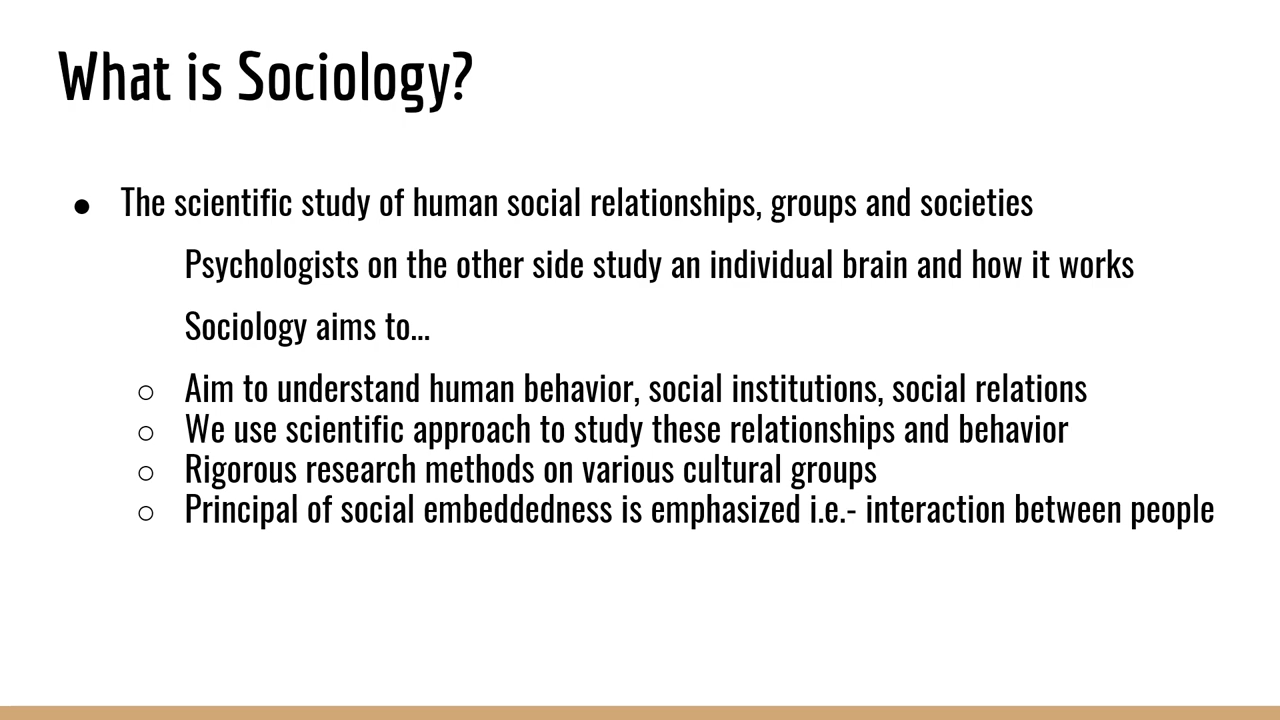 What is Sociology?
● The scientific study of human social relationships, groups and societies
Psychologists on the other side study an individual brain and how it works
Sociology aims to...
○ Aim to understand human behavior, social institutions, social relations
○ We use scientific approach to study these relationships and behavior
○ Rigorous research methods on various cultural groups
○ Principal of social embeddedness is emphasized i.e.- interaction between people